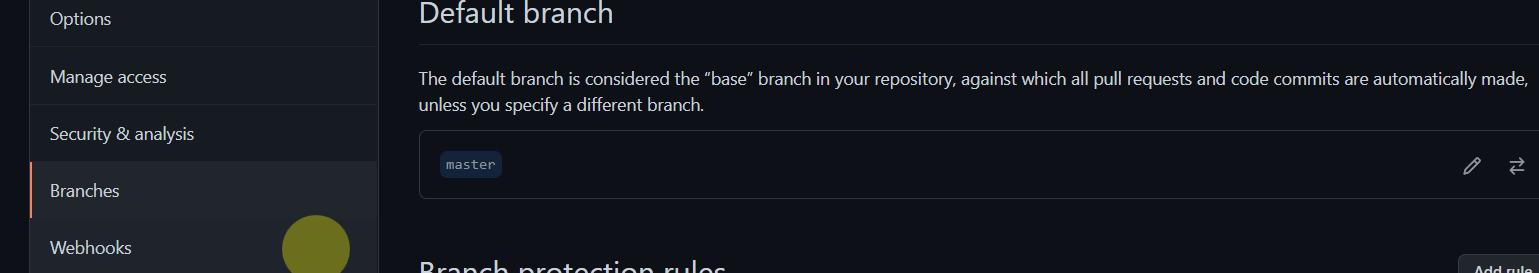 Options
Manage access
Security & analysis
Branches
Webhooks
Default branch
The default branch is considered the “base” branch in your repository, against which all pull requests and code commits are automatically made,
unless you specify a different branch.
master
Branch protection rules
Add rule